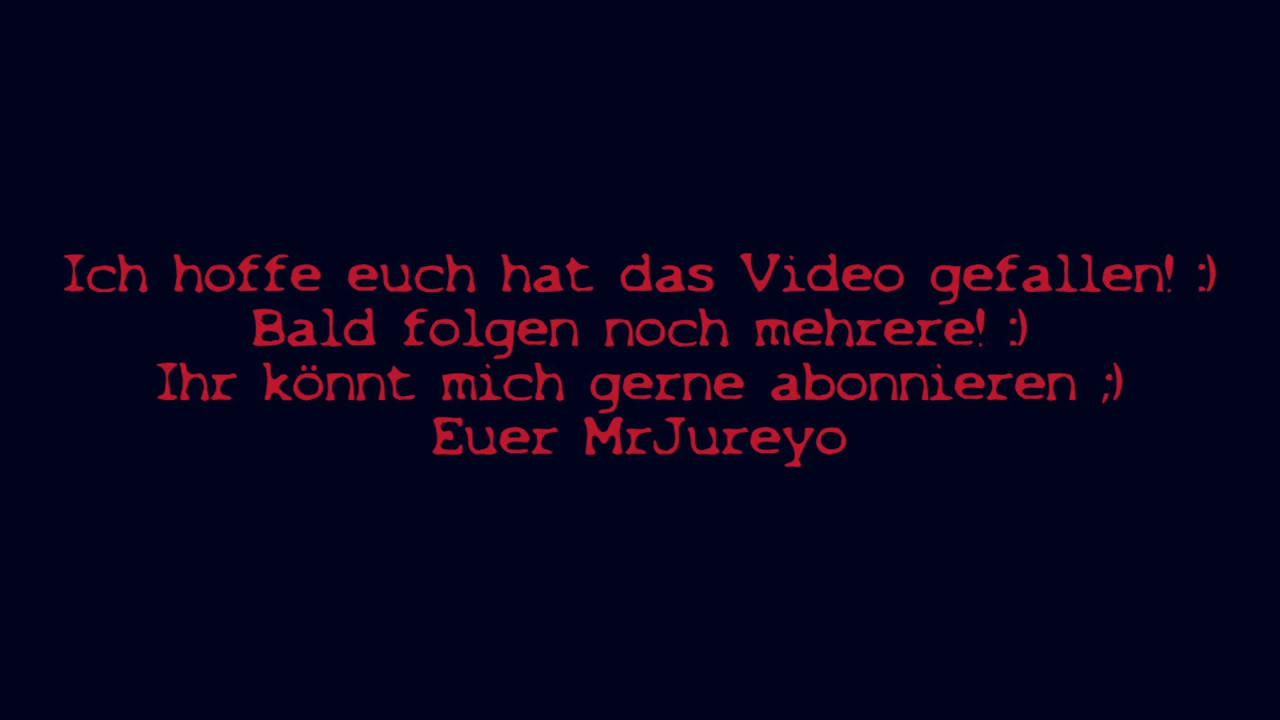 Ich hoffe euch hat das Video gefallen! :)
Bald folgen noch mehrere! :)
Ihr könnt mich gerne abonnieren ;)
Euer MrJureyo